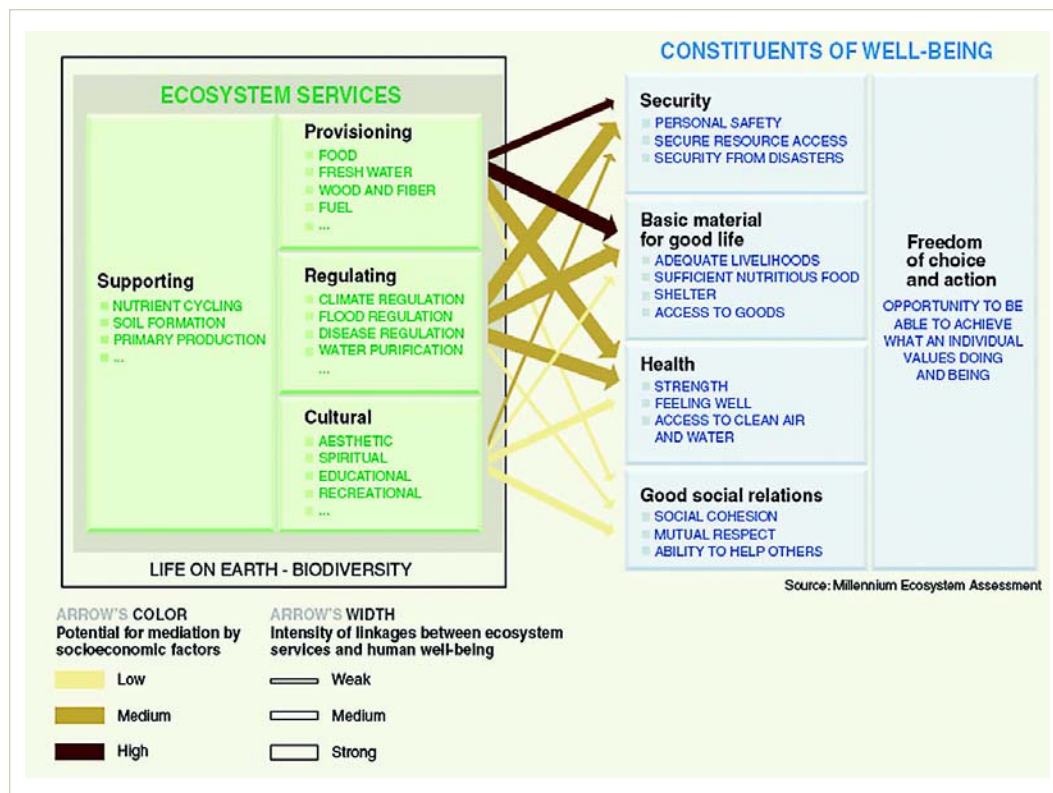 CONSTITUENTS OF WELL-BEING
ECOSYSTEM SERVICES
Supporting
NUTRIENT CYCLING
SOIL FORMATION
PRIMARY PRODUCTION
...
Provisioning
FOOD
FRESH WATER
WOOD AND FIBER
FUEL
...
Regulating
CLIMATE REGULATION
FLOOD REGULATION
DISEASE REGULATION
WATER PURIFICATION
...
Cultural
AESTHETIC
SPIRITUAL
EDUCATIONAL
RECREATIONAL
...
LIFE ON EARTH - BIODIVERSITY
Security
PERSONAL SAFETY
SECURE RESOURCE ACCESS
SECURITY FROM DISASTERS
Basic material
for good life
ADEQUATE LIVELIHOODS
SUFFICIENT NUTRITIOUS FOOD
SHELTER
ACCESS TO GOODS
Health
STRENGTH
FEELING WELL
ACCESS TO CLEAN AIR
AND WATER
Good social relations
SOCIAL COHESION
MUTUAL RESPECT
ABILITY TO HELP OTHERS
Freedom
of choice
and action
OPPORTUNITY TO BE
ABLE TO ACHIEVE
WHAT AN INDIVIDUAL
VALUES DOING
AND BEING
Source: Millennium Ecosystem Assessment
ARROW'S COLOR
Potential for mediation by
socioeconomic factors
Low
Medium
High
ARROW'S WIDTH
Intensity of linkages between ecosystem
services and human well-being
Weak
Medium
Strong